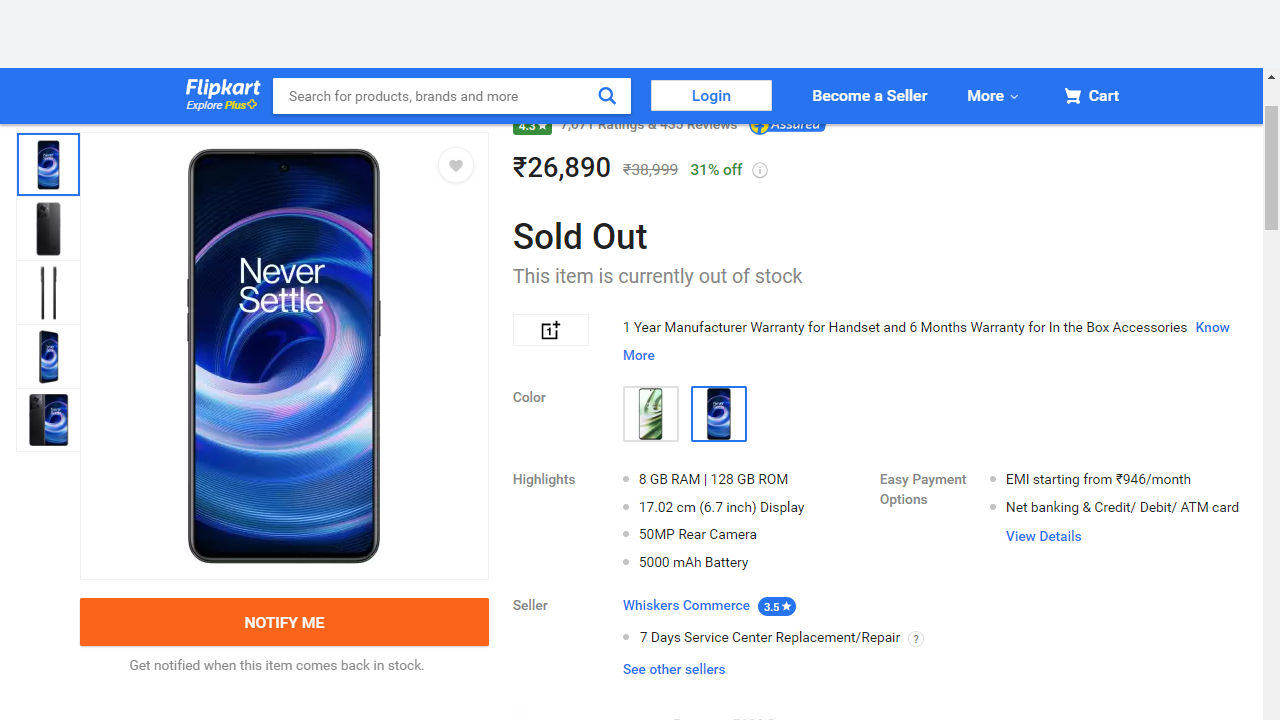 Flipkart
Explore Plus
Search for products, brands and more
Login
Become a Seller
More
Cart
4.3
7,071 Ratings & 435 Reviews
Assured
₹26,890
₹38,999
31% off
Sold Out
This item is currently out of stock
1 Year Manufacturer Warranty for Handset and 6 Months Warranty for In the Box Accessories Know
More
Color
Never
Settle
Highlights
8 GB RAM | 128 GB ROM
17.02 cm (6.7 inch) Display
50MP Rear Camera
5000 mAh Battery
Easy Payment
Options
EMI starting from ₹946/month
Net banking & Credit/ Debit/ ATM card
View Details
Seller
Whiskers Commerce
3.5
7 Days Service Center Replacement/Repair
?
See other sellers
NOTIFY ME
Get notified when this item comes back in stock.